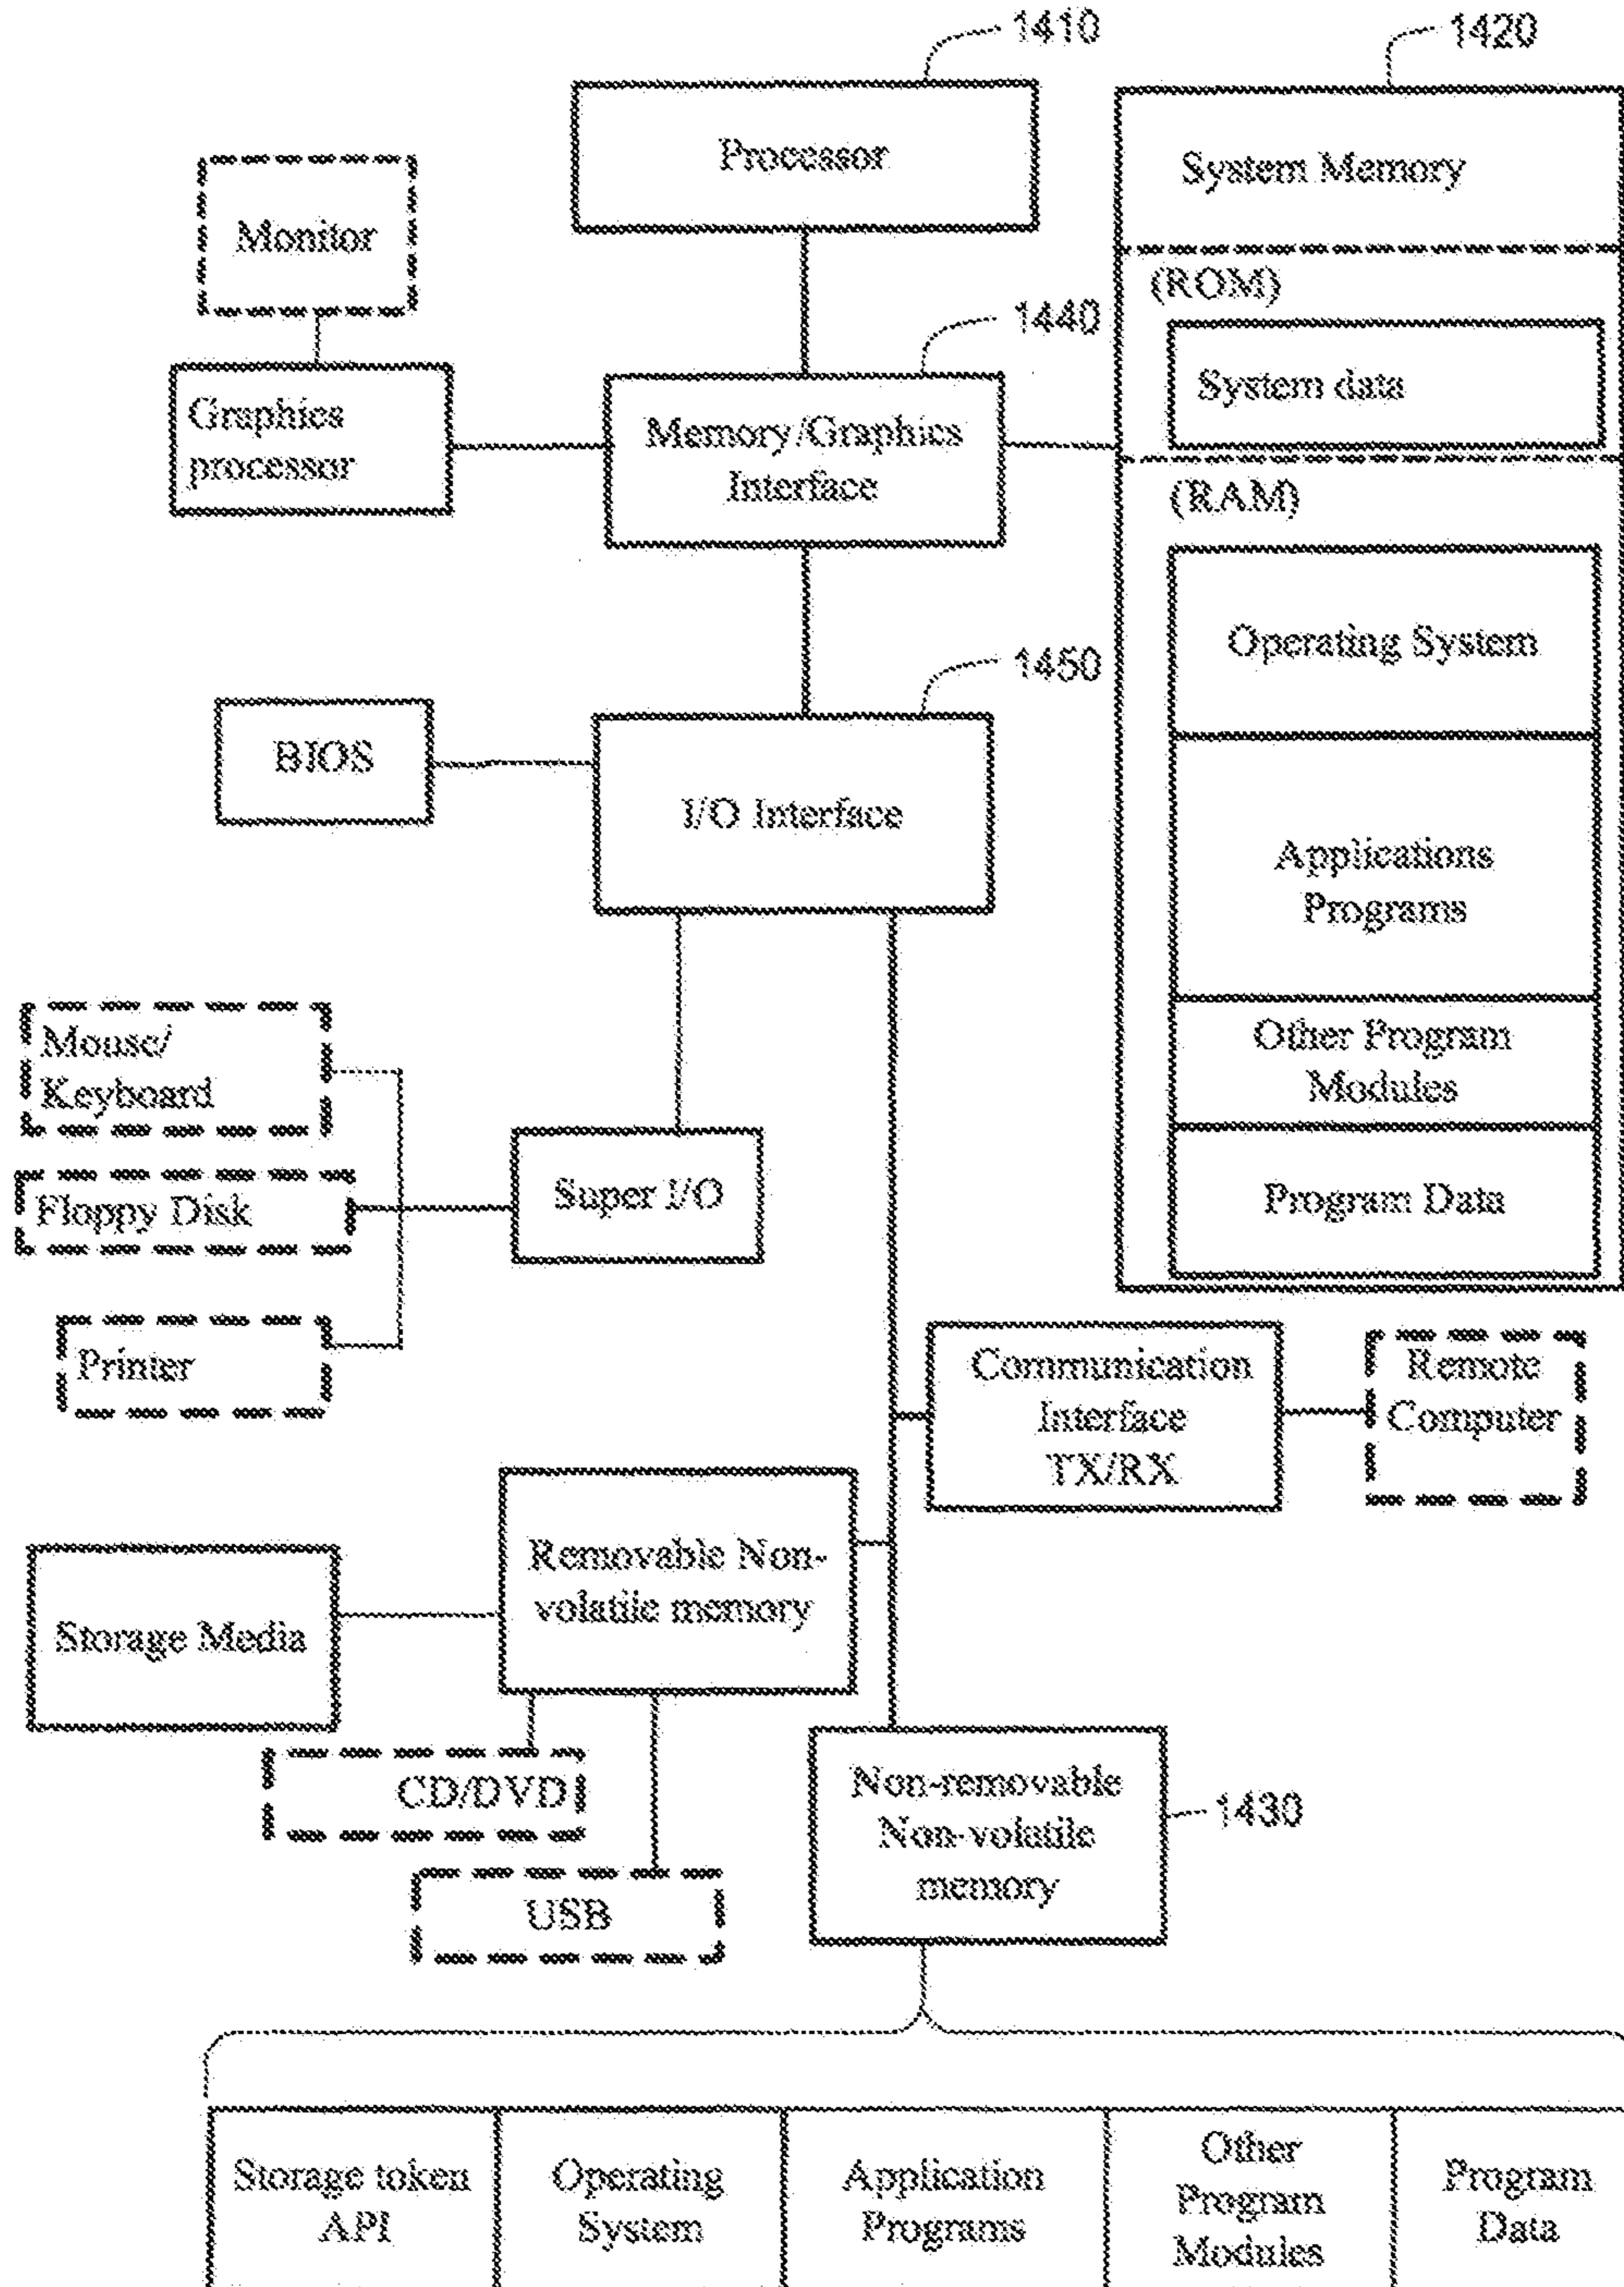 1410
1420
Processor
System Memory
Monitor
(ROM)
1440
System data
Graphics
processor
Memory/Graphics
Interface
(RAM)
Operating System
1450
BIOS
I/O Interface
Applications
Programs
Other Program
Modules
Mouse/
Keyboard
Super I/O
Program Data
Floppy Disk
Printer
Communication
Interface
TX/RX
Remote
Computer
Removable Non-
volatile memory
Storage Media
CD/DVD
Non-removable
Non-volatile
memory
1430
USB
Storage token
API
Operating
System
Application
Programs
Other
Program
Modules
Program
Data